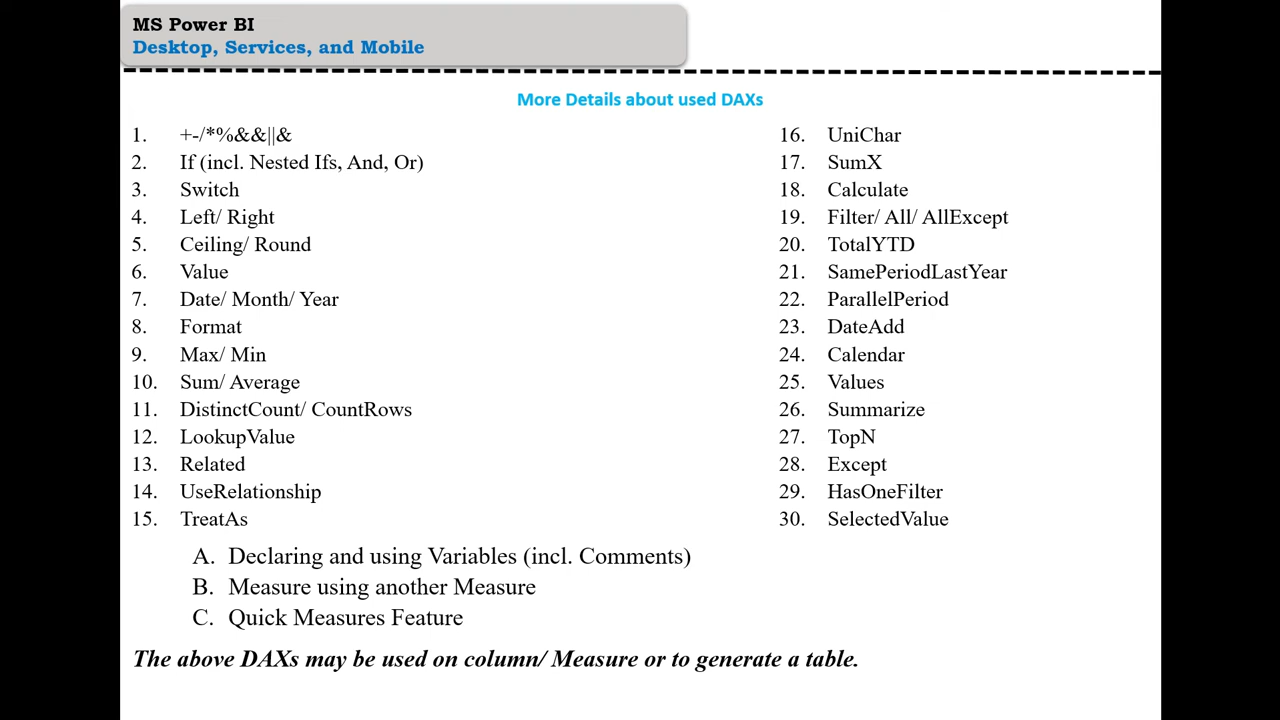 MS Power BI
Desktop, Services, and Mobile
More Details about used DAXs
1. +-/*%&&||&
2. If (incl. Nested Ifs, And, Or)
3. Switch
4. Left/ Right
5. Ceiling/ Round
6. Value
7. Date/ Month/ Year
8. Format
9. Max/ Min
10. Sum/ Average
11. DistinctCount/ CountRows
12. LookupValue
13. Related
14. UseRelationship
15. TreatAs
16. UniChar
17. SumX
18. Calculate
19. Filter/ All/ AllExcept
20. TotalYTD
21. SamePeriodLastYear
22. ParallelPeriod
23. DateAdd
24. Calendar
25. Values
26. Summarize
27. TopN
28. Except
29. HasOneFilter
30. SelectedValue
A. Declaring and using Variables (incl. Comments)
B. Measure using another Measure
C. Quick Measures Feature
The above DAXs may be used on column/ Measure or to generate a table.